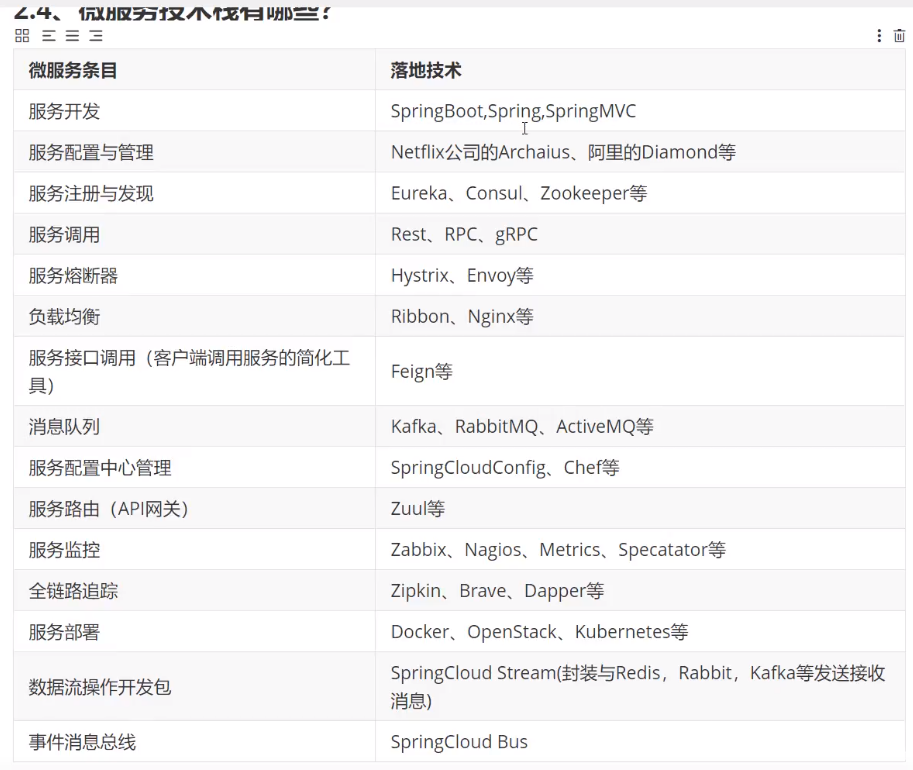 2.4、微服务技术栈有哪些？
微服务条目
落地技术
服务开发
SpringBoot,Spring,SpringMVC
服务配置与管理
Netflix公司的Archaius、阿里的Diamond等
服务注册与发现
Eureka、Consul、Zookeeper等
服务调用
Rest、RPC、gRPC
服务熔断器
Hystrix、Envoy等
负载均衡
Ribbon、Nginx等
服务接口调用（客户端调用服务的简化工
具）
Feign等
消息队列
Kafka、RabbitMQ、ActiveMQ等
服务配置中心管理
SpringCloudConfig、Chef等
服务路由（API网关）
Zuul等
服务监控
Zabbix、Nagios、Metrics、Specatator等
全链路追踪
Zipkin、Brave、Dapper等
服务部署
Docker、OpenStack、Kubernetes等
数据流操作开发包
SpringCloud Stream(封装与Redis，Rabbit，Kafka等发送接收
消息)
事件消息总线
SpringCloud Bus